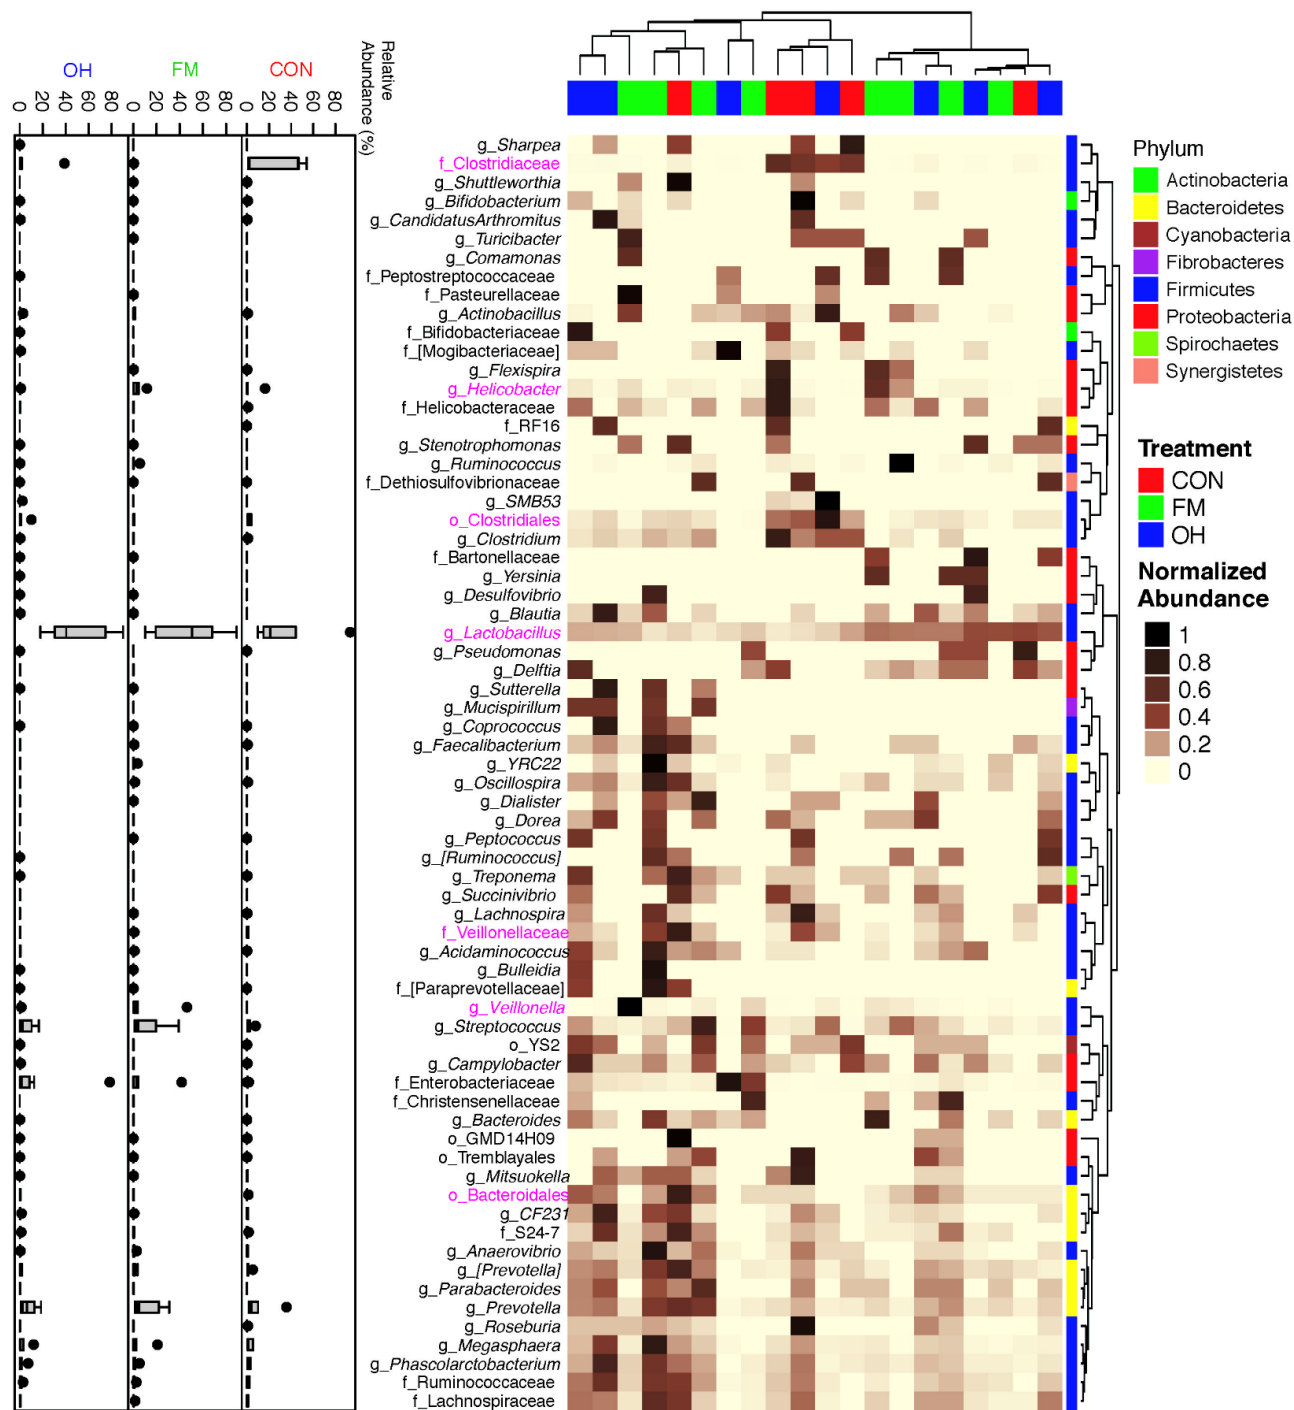 Relative
Abundance (%)
OH
FM
CON
0 20 40 60 80
0 20 40 60 80
0 20 40 60 80
g_Sharpea
f_Clostridiaceae
g_Shuttleworthia
g_Bifidobacterium
g_CandidatusArthromitus
g_Turicibacter
g_Comamonas
f_Peptostreptococcaceae
f_Pasteurellaceae
g_Actinobacillus
f_Bifidobacteriaceae
f_[Mogibacteriaceae]
g_Flexispira
g_Helicobacter
f_Helicobacteraceae
f_RF16
g_Stenotrophomonas
g_Ruminococcus
f_Dethiosulfovibrionaceae
g_SMB53
o_Clostridiales
g_Clostridium
f_Bartonellaceae
g_Yersinia
g_Desulfovibrio
g_Blautia
g_Lactobacillus
g_Pseudomonas
g_Delftia
g_Sutterella
g_Mucispirillum
g_Coprococcus
g_Faecalibacterium
g_YRC22
g_Oscillospira
g_Dialister
g_Dorea
g_Peptococcus
g_[Ruminococcus]
g_Treponema
g_Succinivibrio
g_Lachnospira
f_Veillonellaceae
g_Acidaminococcus
g_Bulleidia
f_[Paraprevotellaceae]
g_Veillonella
g_Streptococcus
o_YS2
g_Campylobacter
f_Enterobacteriaceae
f_Christensenellaceae
g_Bacteroides
o_GMD14H09
o_Tremblayales
g_Mitsuokella
o_Bacteroidales
g_CF231
f_S24-7
g_Anaerovibrio
g_[Prevotella]
g_Parabacteroides
g_Prevotella
g_Roseburia
g_Megasphaera
g_Phascolarctobacterium
f_Ruminococcaceae
f_Lachnospiraceae
Phylum
Actinobacteria
Bacteroidetes
Cyanobacteria
Fibrobacteres
Firmicutes
Proteobacteria
Spirochaetes
Synergistetes
Treatment
CON
FM
OH
Normalized
Abundance
1
0.8
0.6
0.4
0.2
0